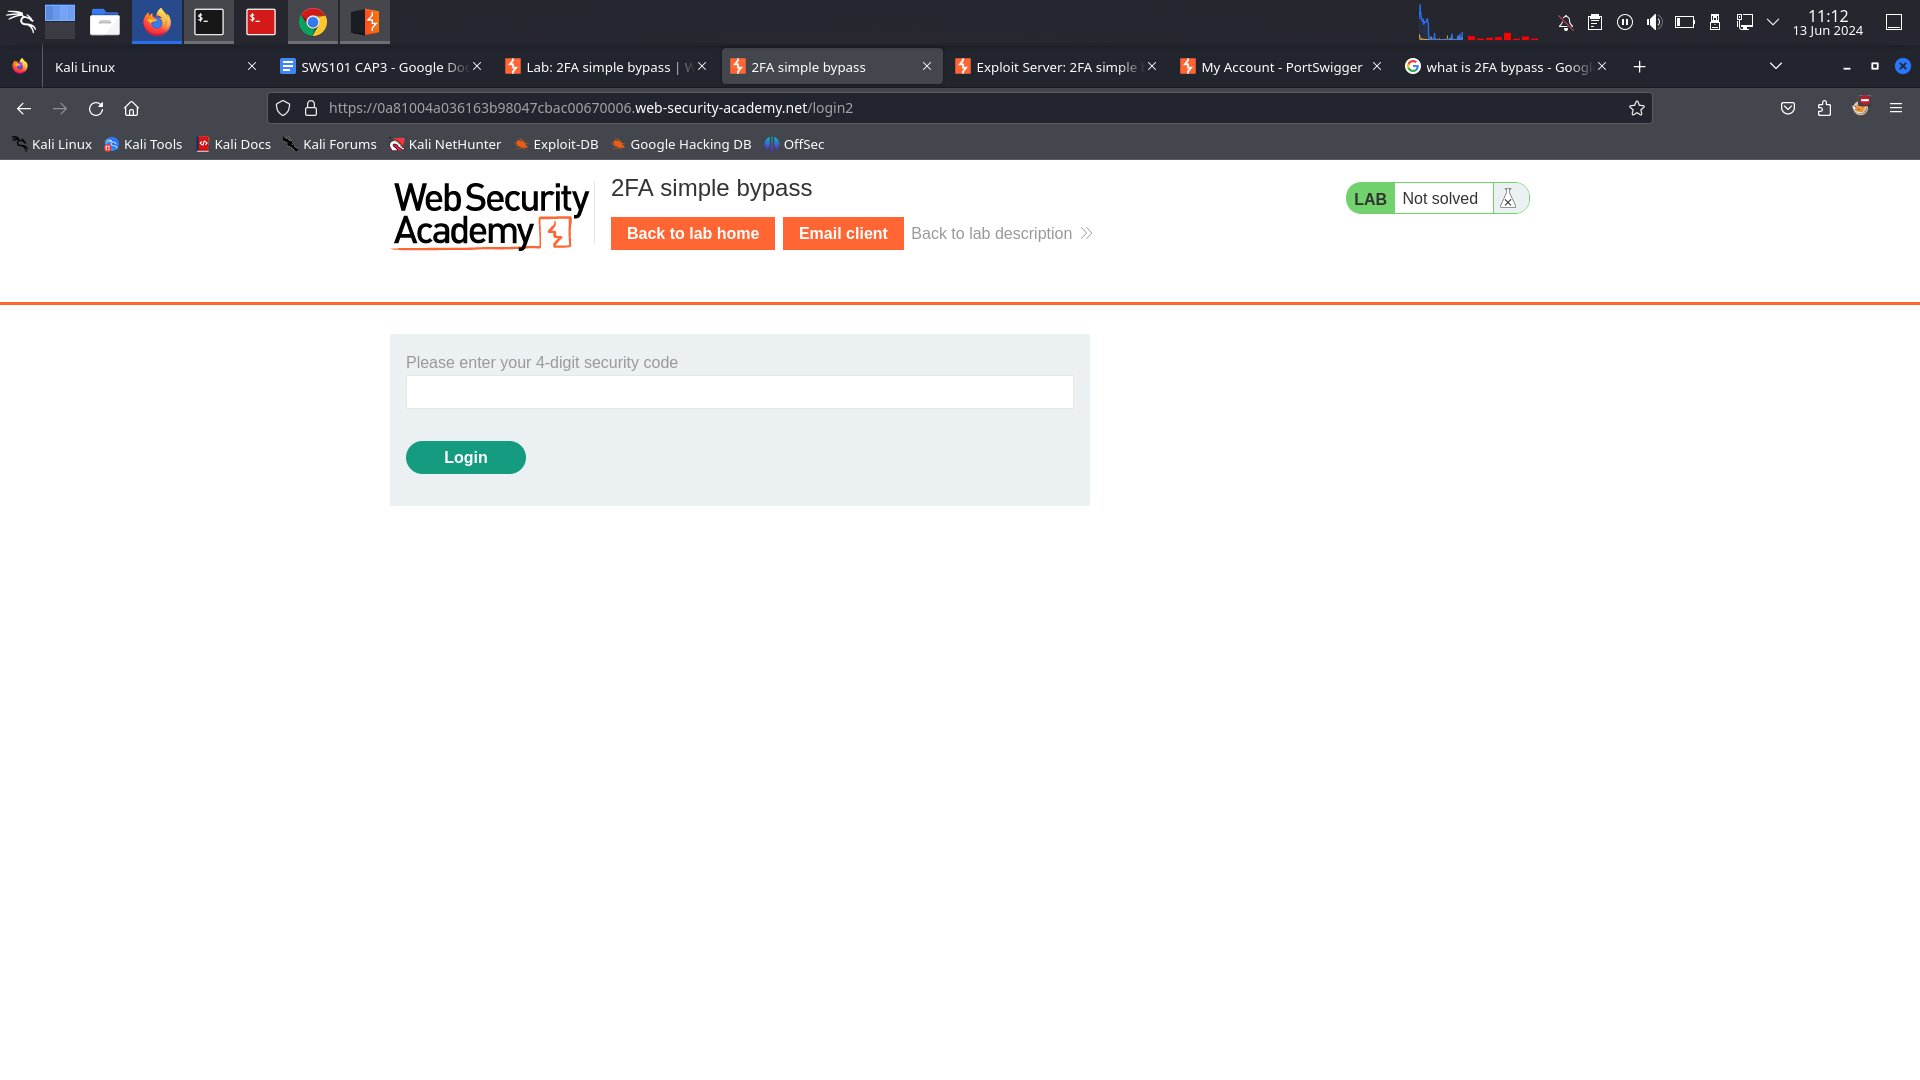 11:12
13 Jun 2024
Kali Linux
SWS101 CAP3 - Google Do
Lab: 2FA simple bypass | W
2FA simple bypass
Exploit Server: 2FA simple
My Account - PortSwigger
what is 2FA bypass - Googl
https://0a81004a036163b98047cbac00670006.web-security-academy.net/login2
Kali Linux
Kali Tools
Kali Docs
Kali Forums
Kali NetHunter
Exploit-DB
Google Hacking DB
OffSec
WebSecurity
Academy
2FA simple bypass
Back to lab home
Email client
Back to lab description
LAB
Not solved
Please enter your 4-digit security code
Login